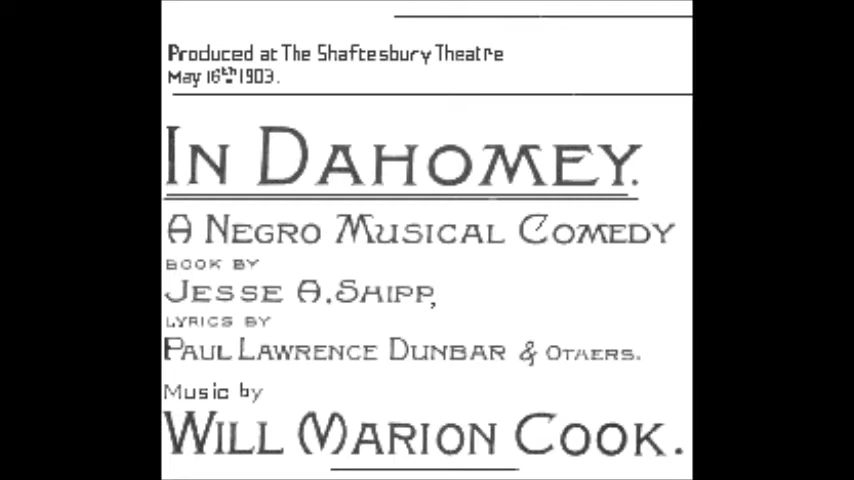 Produced at The Shaftesbury Theatre
May 16th 1903.
IN DAHOMEY.
A NEGRO MUSICAL COMEDY
BOOK BY
JESSE A. SHIPP,
LYRICS BY
PAUL LAWRENCE DUNBAR & OTHERS.
Music by
WILL MARION COOK.